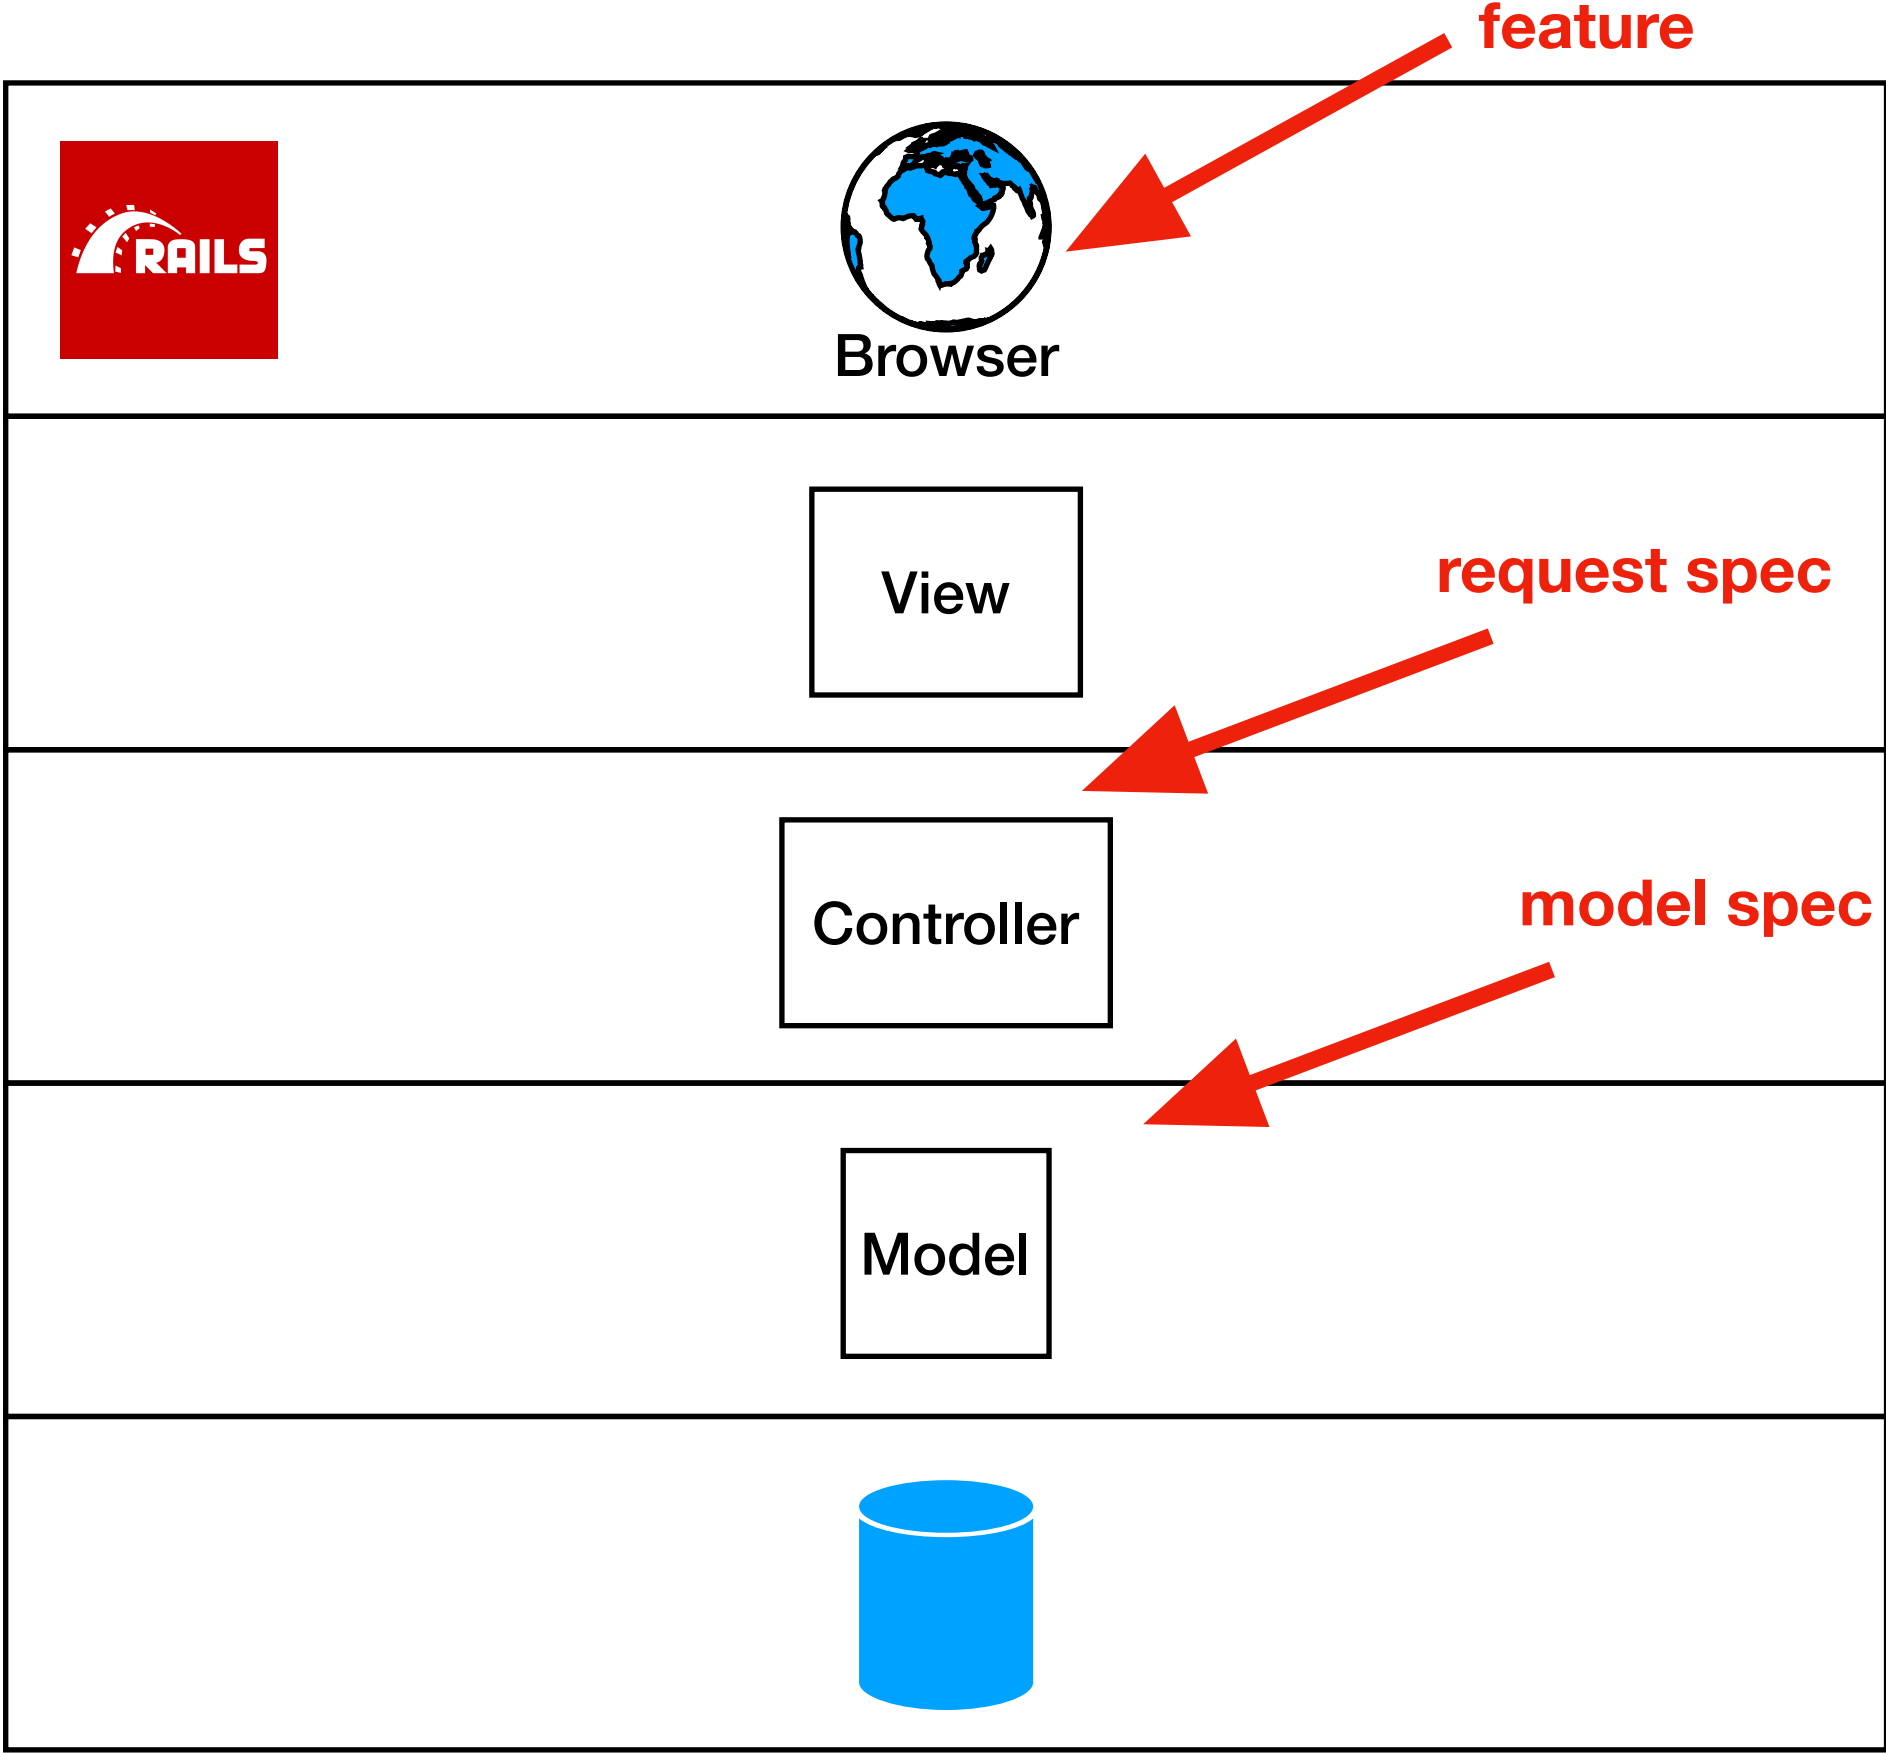 feature
RAILS
Browser
View
request spec
Controller
model spec
Model